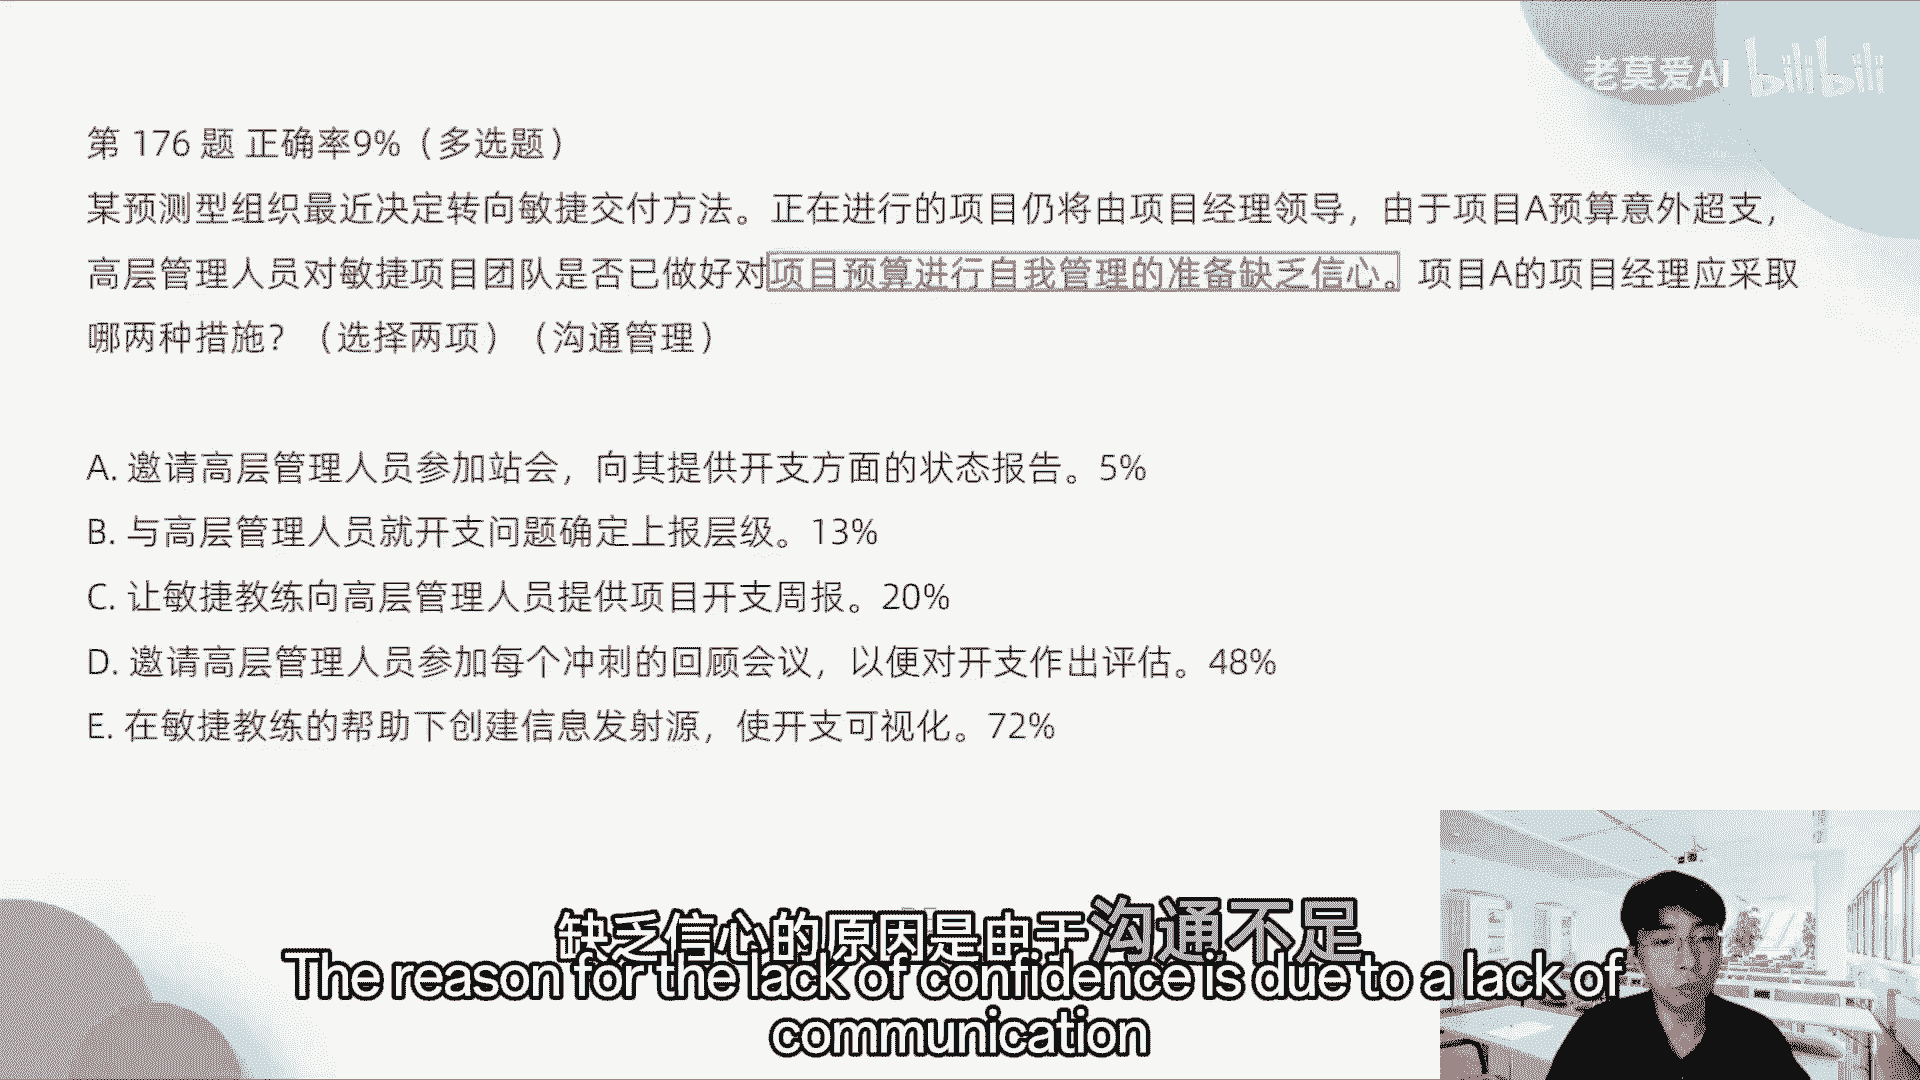 老莫爱AI bilibili
第 176 题 正确率9%（多选题）
某预测型组织最近决定转向敏捷交付方法。正在进行的项目仍将由项目经理领导，由于项目A预算意外超支，
高层管理人员对敏捷项目团队是否已做好对项目预算进行自我管理的准备缺乏信心。项目A的项目经理应采取
哪两种措施？（选择两项）（沟通管理）
A. 邀请高层管理人员参加站会，向其提供开支方面的状态报告。5%
B. 与高层管理人员就开支问题确定上报层级。13%
C. 让敏捷教练向高层管理人员提供项目开支周报。20%
D. 邀请高层管理人员参加每个冲刺的回顾会议，以便对开支作出评估。48%
E. 在敏捷教练的帮助下创建信息发射源，使开支可视化。72%
缺乏信心的原因是由于沟通不足
The reason for the lack of confidence is due to a lack of
communication